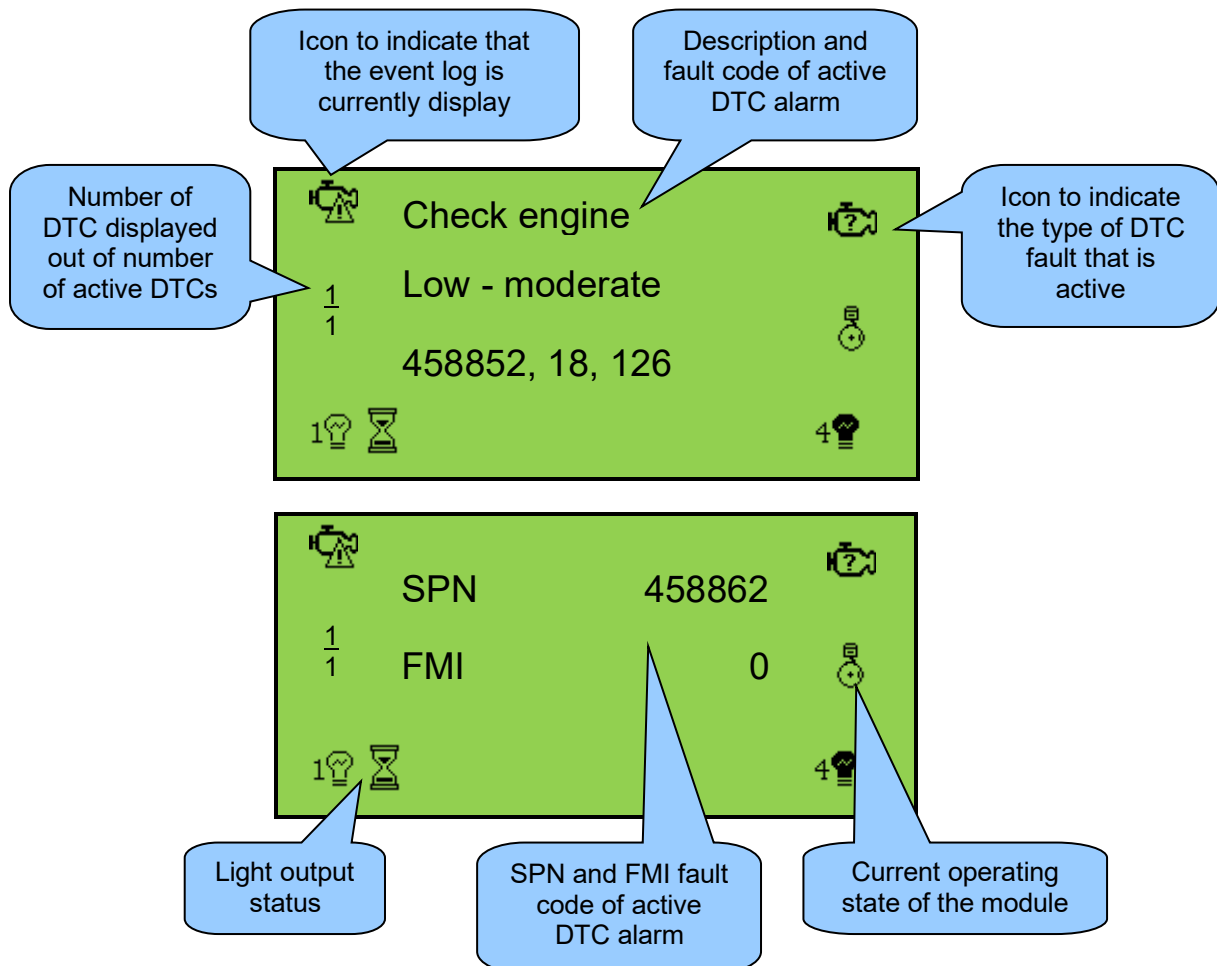 Icon to indicate that
the event log is
currently display
Description and
fault code of active
DTC alarm
Number of
DTC displayed
out of number
of active DTCs
Icon to indicate
the type of DTC
fault that is
active
Check engine
?
1
1
Low - moderate
458852, 18, 126
1
4
?
SPN 458862
1
1
FMI 0
1
4
Light output
status
SPN and FMI fault
code of active
DTC alarm
Current operating
state of the module